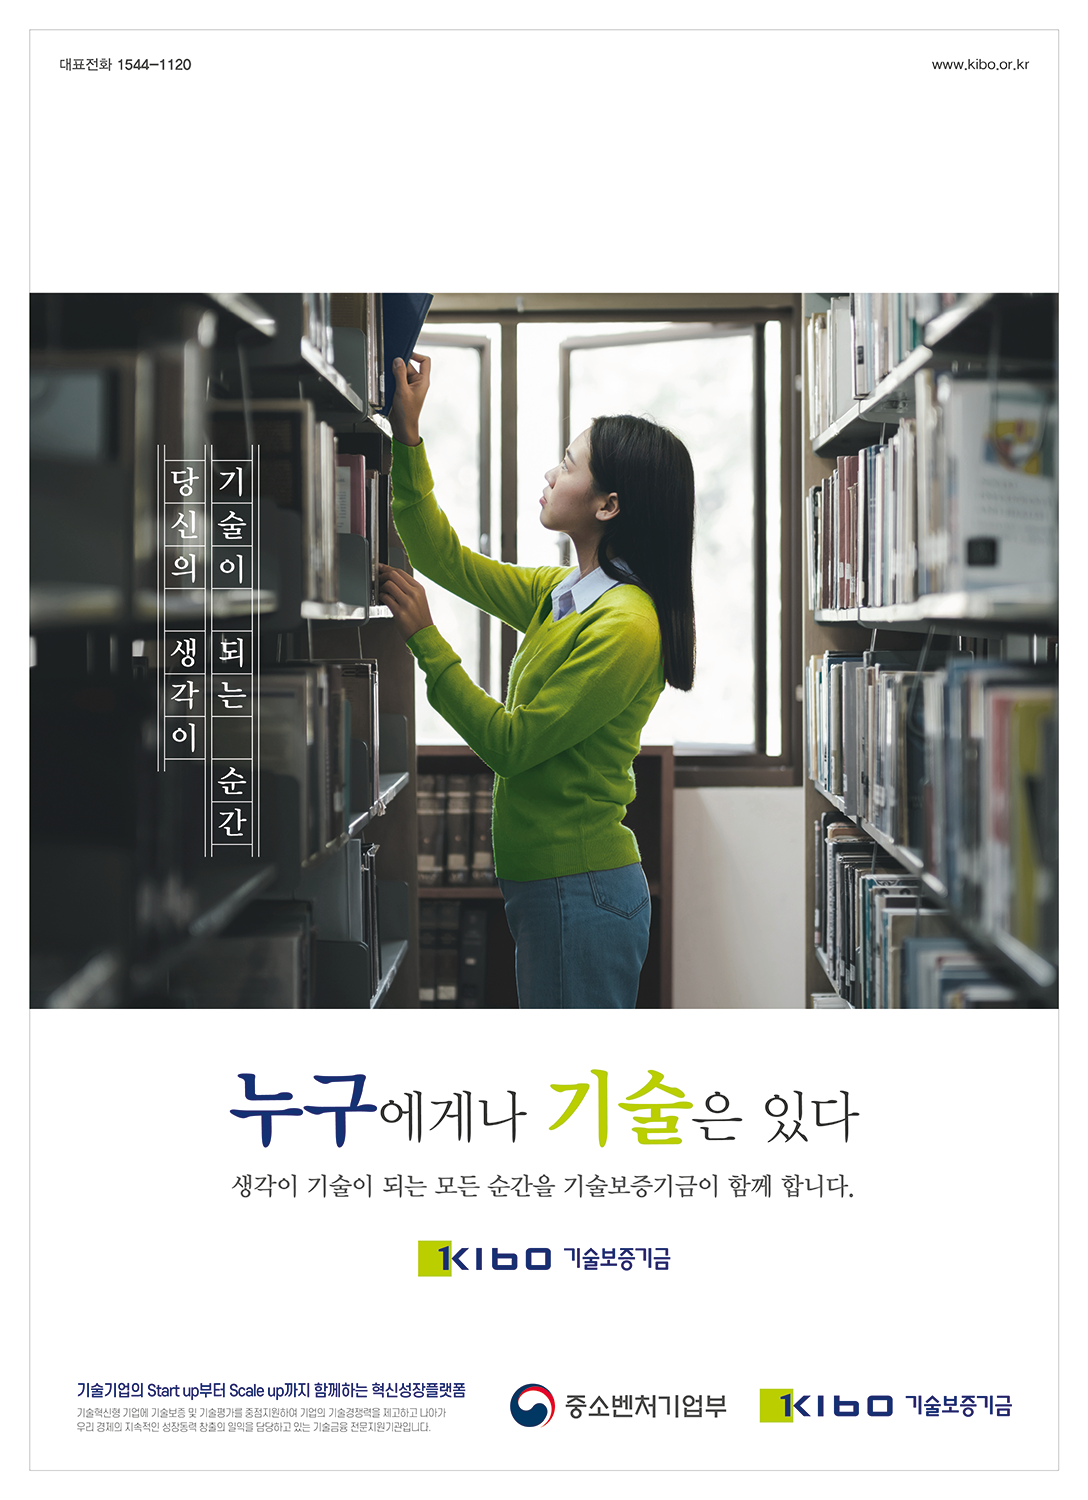 대표전화 1544-1120
www.kibo.or.kr
당신의 생각이
기술이 되는 순간
누구에게나 기술은 있다
생각이 기술이 되는 모든 순간을 기술보증기금이 함께 합니다.
KIBO 기술보증기금
기술기업의 Start up부터 Scale up까지 함께하는 혁신성장플랫폼
기술혁신형 기업에 기술보증 및 기술평가를 중점지원하여 기업의 기술경쟁력을 제고하고 나아가
우리 경제의 지속적인 성장동력 창출의 일익을 담당하고 있는 기술금융 전문지원기관입니다.
중소벤처기업부
KIBO 기술보증기금